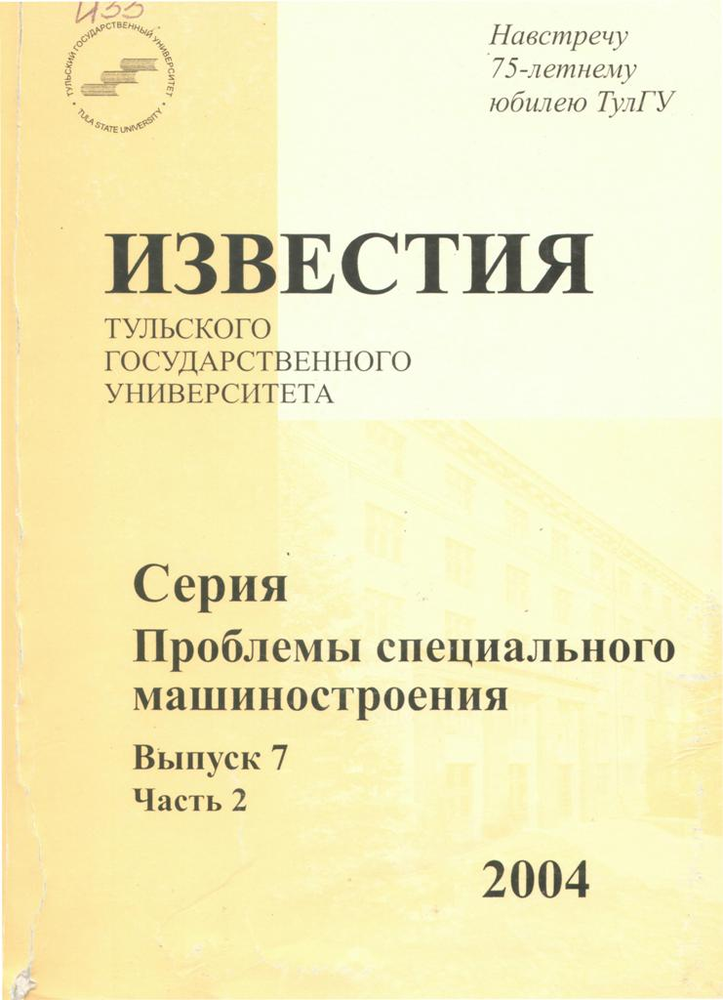 И33
ТУЛЬСКИЙ ГОСУДАРСТВЕННЫЙ УНИВЕРСИТЕТ
• TULA STATE UNIVERSITY •
Навстречу
75-летнему
юбилею ТулГУ
ИЗВЕСТИЯ
ТУЛЬСКОГО
ГОСУДАРСТВЕННОГО
УНИВЕРСИТЕТА
Серия
Проблемы специального
машиностроения
Выпуск 7
Часть 2
2004